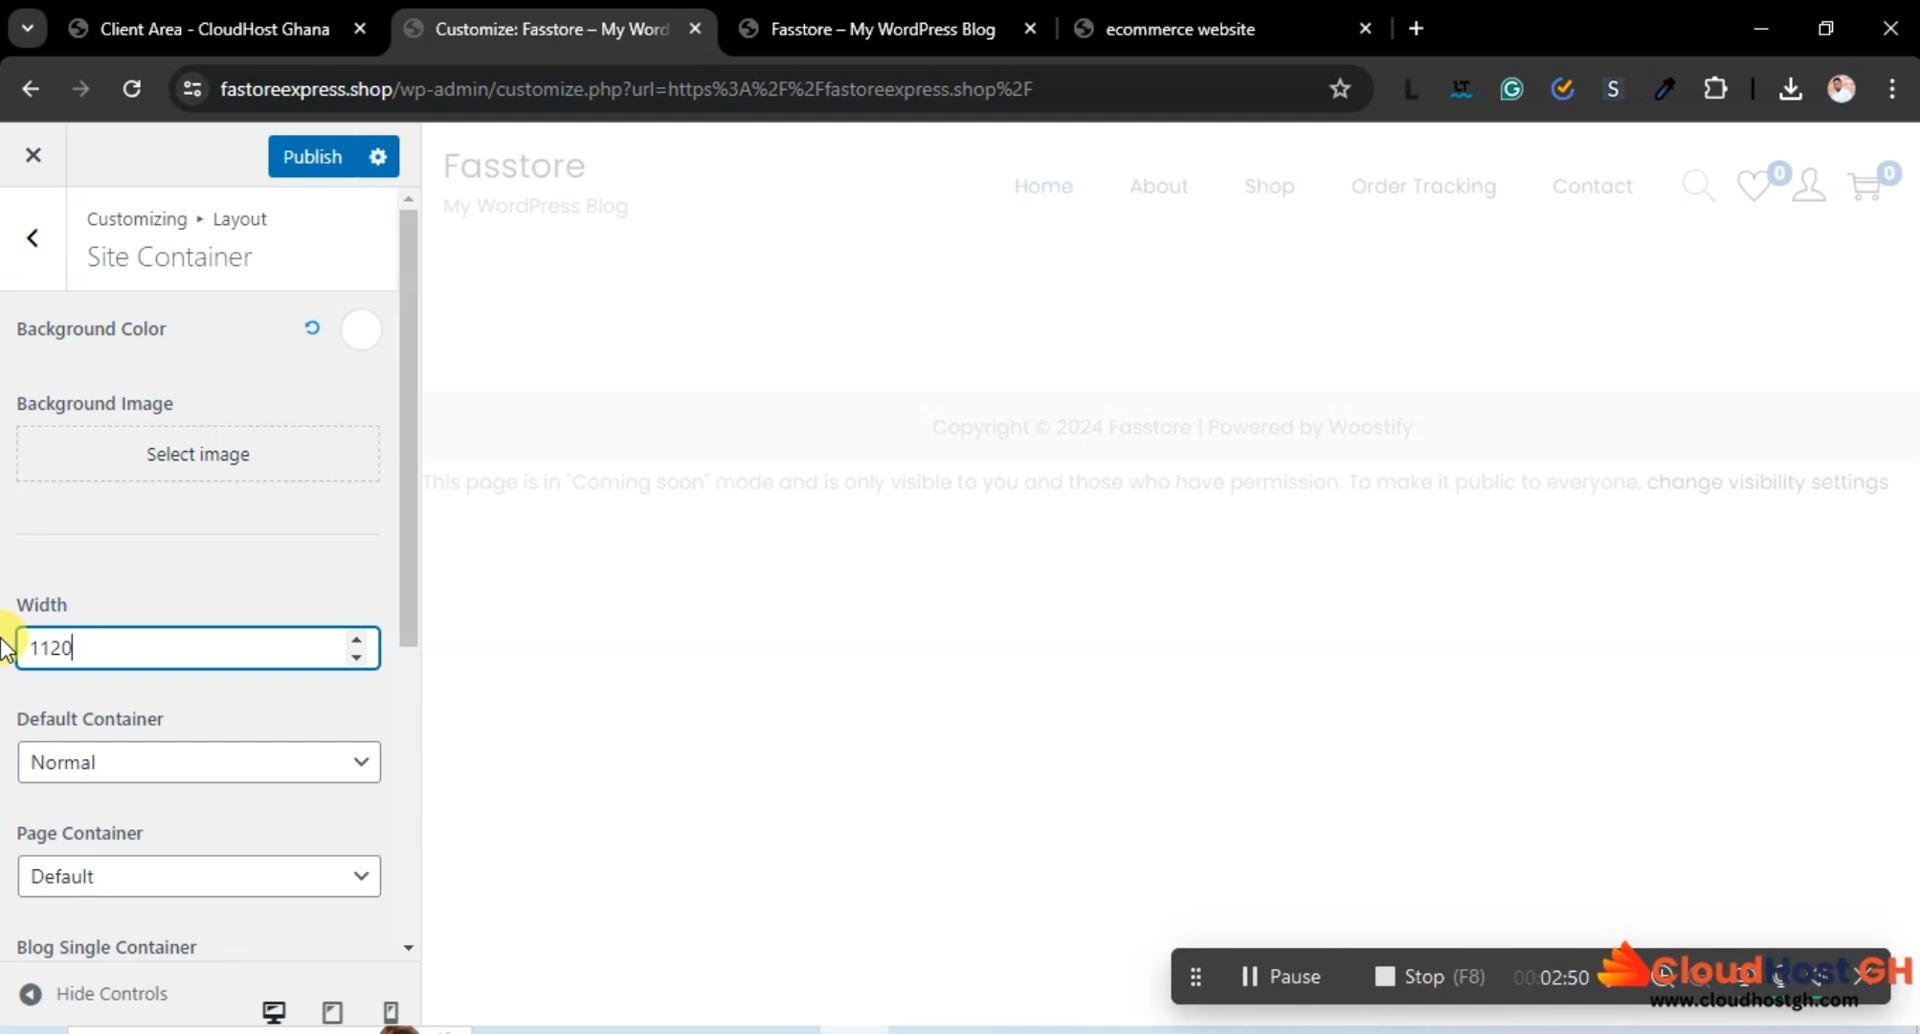 Client Area - CloudHost Ghana
Customize: Fasstore – My Word
Fasstore – My WordPress Blog
ecommerce website
fastoreexpress.shop/wp-admin/customize.php?url=https%3A%2F%2Ffastoreexpress.shop%2F
Publish
Customizing ▸ Layout
Site Container
Background Color
Background Image
Select image
Width
1120
Default Container
Normal
Page Container
Default
Blog Single Container
Hide Controls
Fasstore
My WordPress Blog
Home
About
Shop
Order Tracking
Contact
0
0
Copyright © 2024 Fasstore | Powered by Woostify
This page is in "Coming soon" mode and is only visible to you and those who have permission. To make it public to everyone, change visibility settings
Pause
Stop (F8)
00:02:50
CloudHost GH
www.cloudhostgh.com